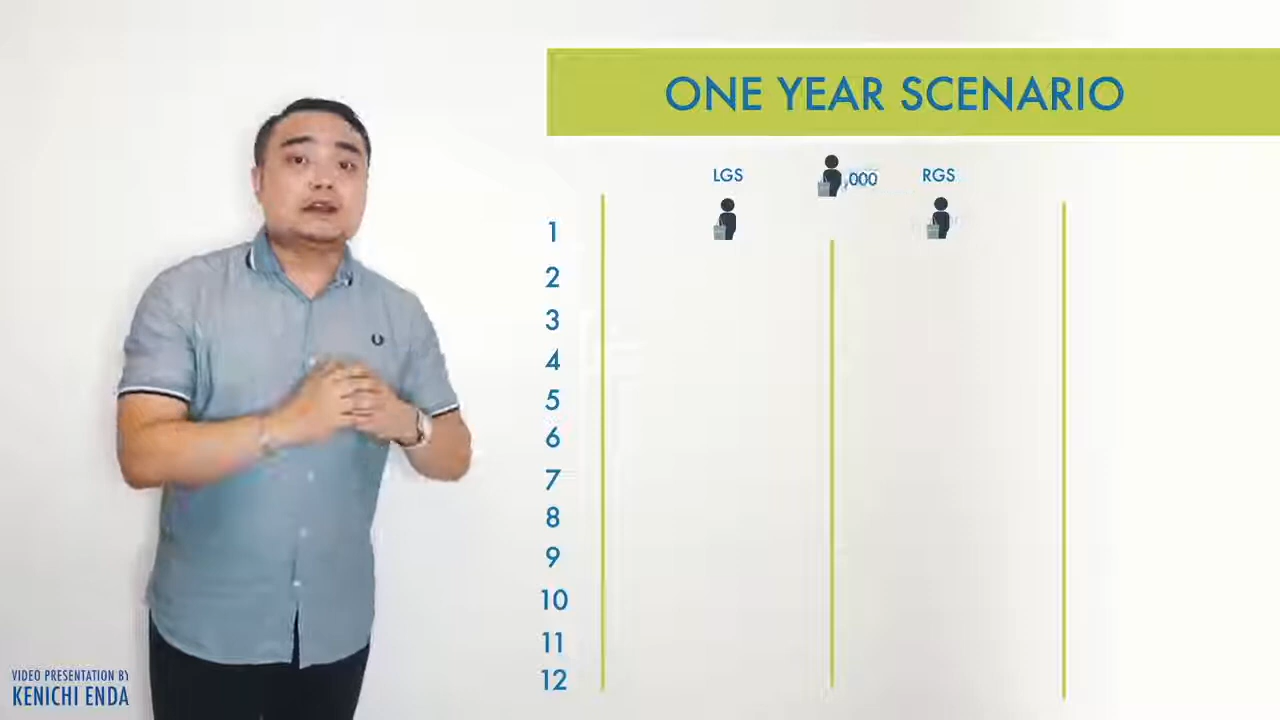 ONE YEAR SCENARIO
LGS
,000
RGS
1
2
3
4
5
6
7
8
9
10
11
12
VIDEO PRESENTATION BY
KENICHI ENDA